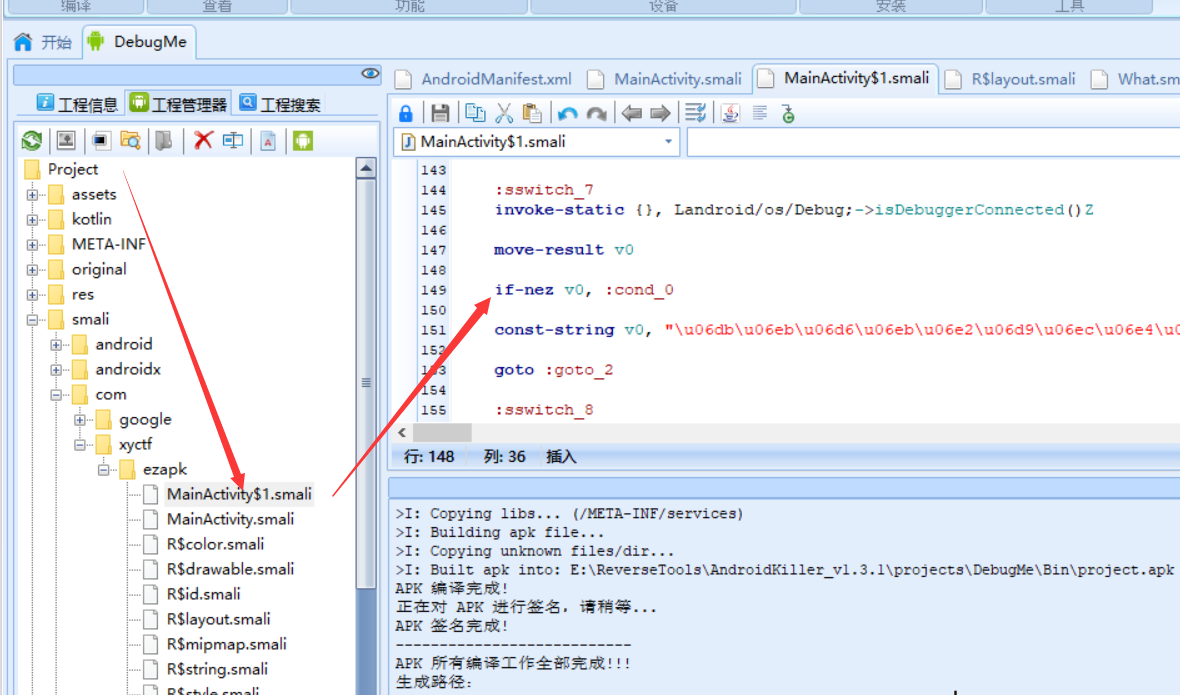 编译 查看 功能 设备 安装 工具
开始 DebugMe
工程信息 工程管理器 工程搜索
Project
assets
kotlin
META-INF
original
res
smali
android
androidx
com
google
xyctf
ezapk
MainActivity$1.smali
MainActivity.smali
R$color.smali
R$drawable.smali
R$id.smali
R$layout.smali
R$mipmap.smali
R$string.smali
R$style.smali
AndroidManifest.xml MainActivity.smali MainActivity$1.smali R$layout.smali What.sm
MainActivity$1.smali
143
144 :sswitch_7
145 invoke-static {}, Landroid/os/Debug;->isDebuggerConnected()Z
146
147 move-result v0
148
149 if-nez v0, :cond_0
150
151 const-string v0, "\u06db\u06eb\u06d6\u06eb\u06e2\u06d9\u06ec\u06e4\u0
152
153 goto :goto_2
154
155 :sswitch_8
行: 148 列: 36 插入
>I: Copying libs... (/META-INF/services)
>I: Building apk file...
>I: Copying unknown files/dir...
>I: Built apk into: E:\ReverseTools\AndroidKiller_v1.3.1\projects\DebugMe\Bin\project.apk
APK 编译完成!
正在对 APK 进行签名，请稍等...
APK 签名完成!
--------------------------
APK 所有编译工作全部完成!!!
生成路径: